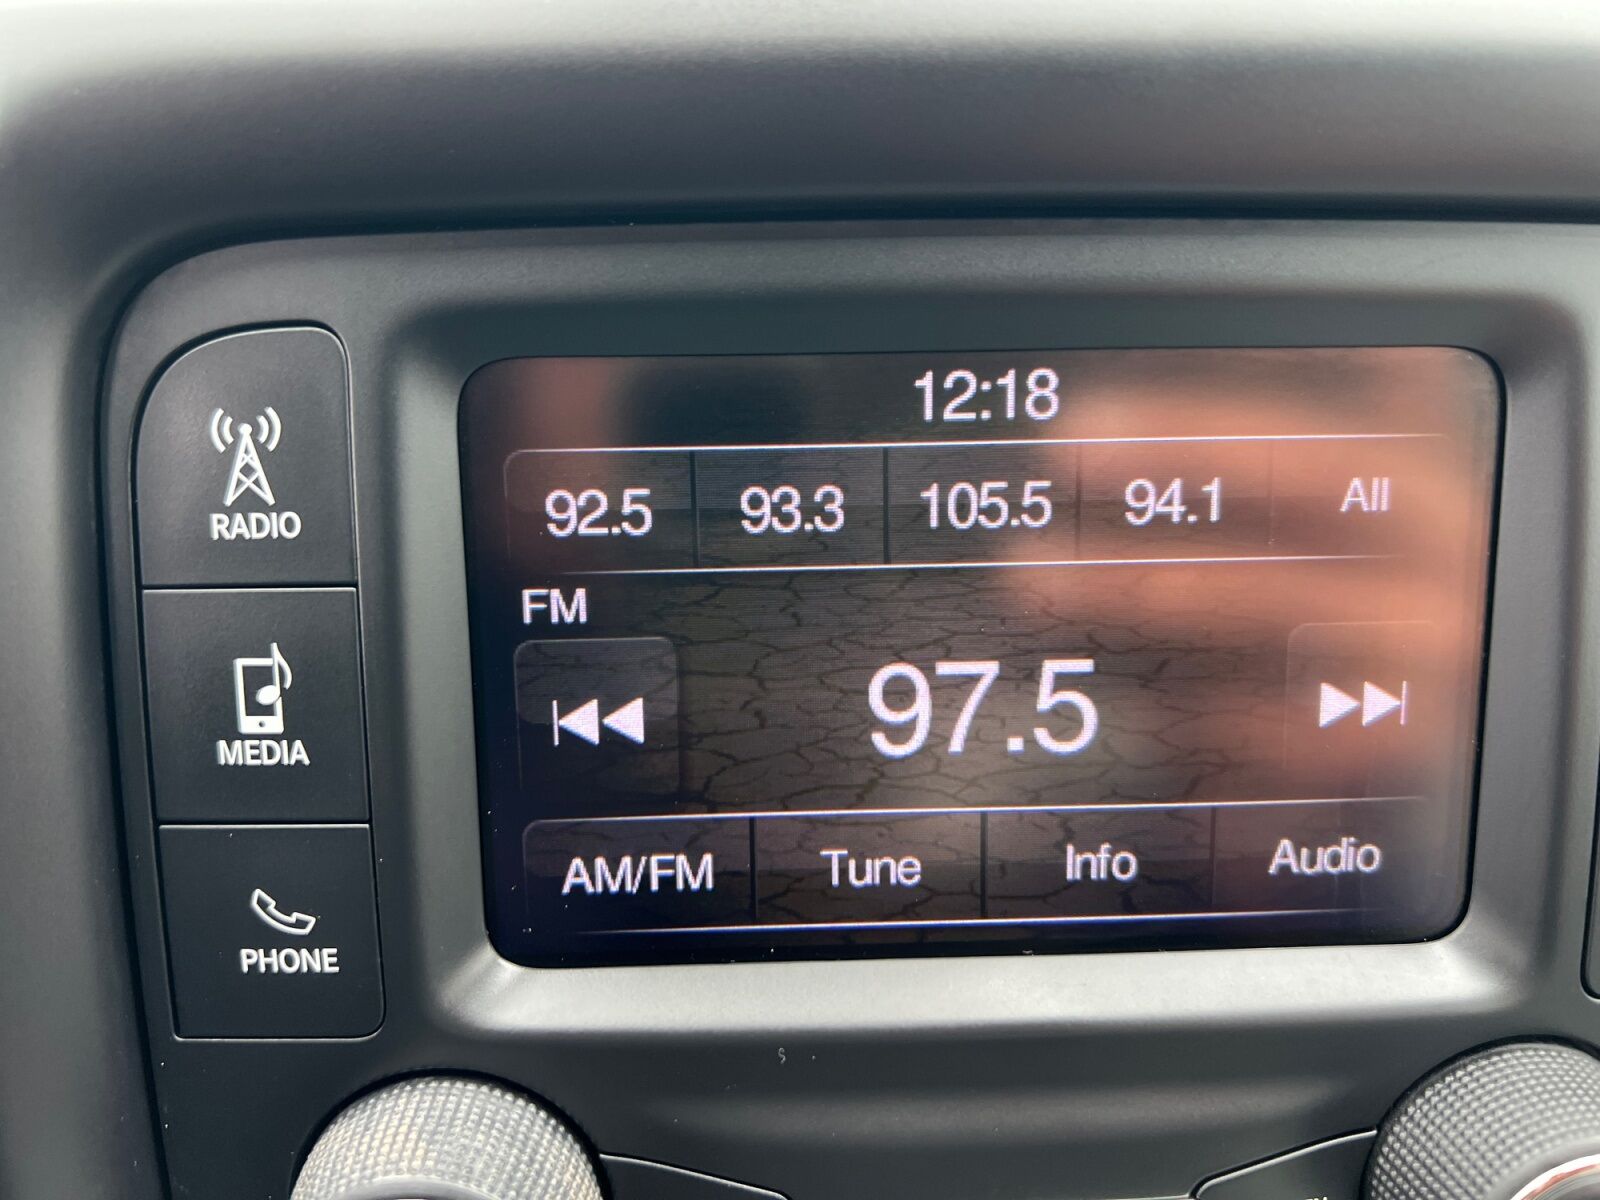 12:18
92.5 93.3 105.5 94.1 All
FM
97.5
AM/FM Tune Info Audio
RADIO
MEDIA
PHONE